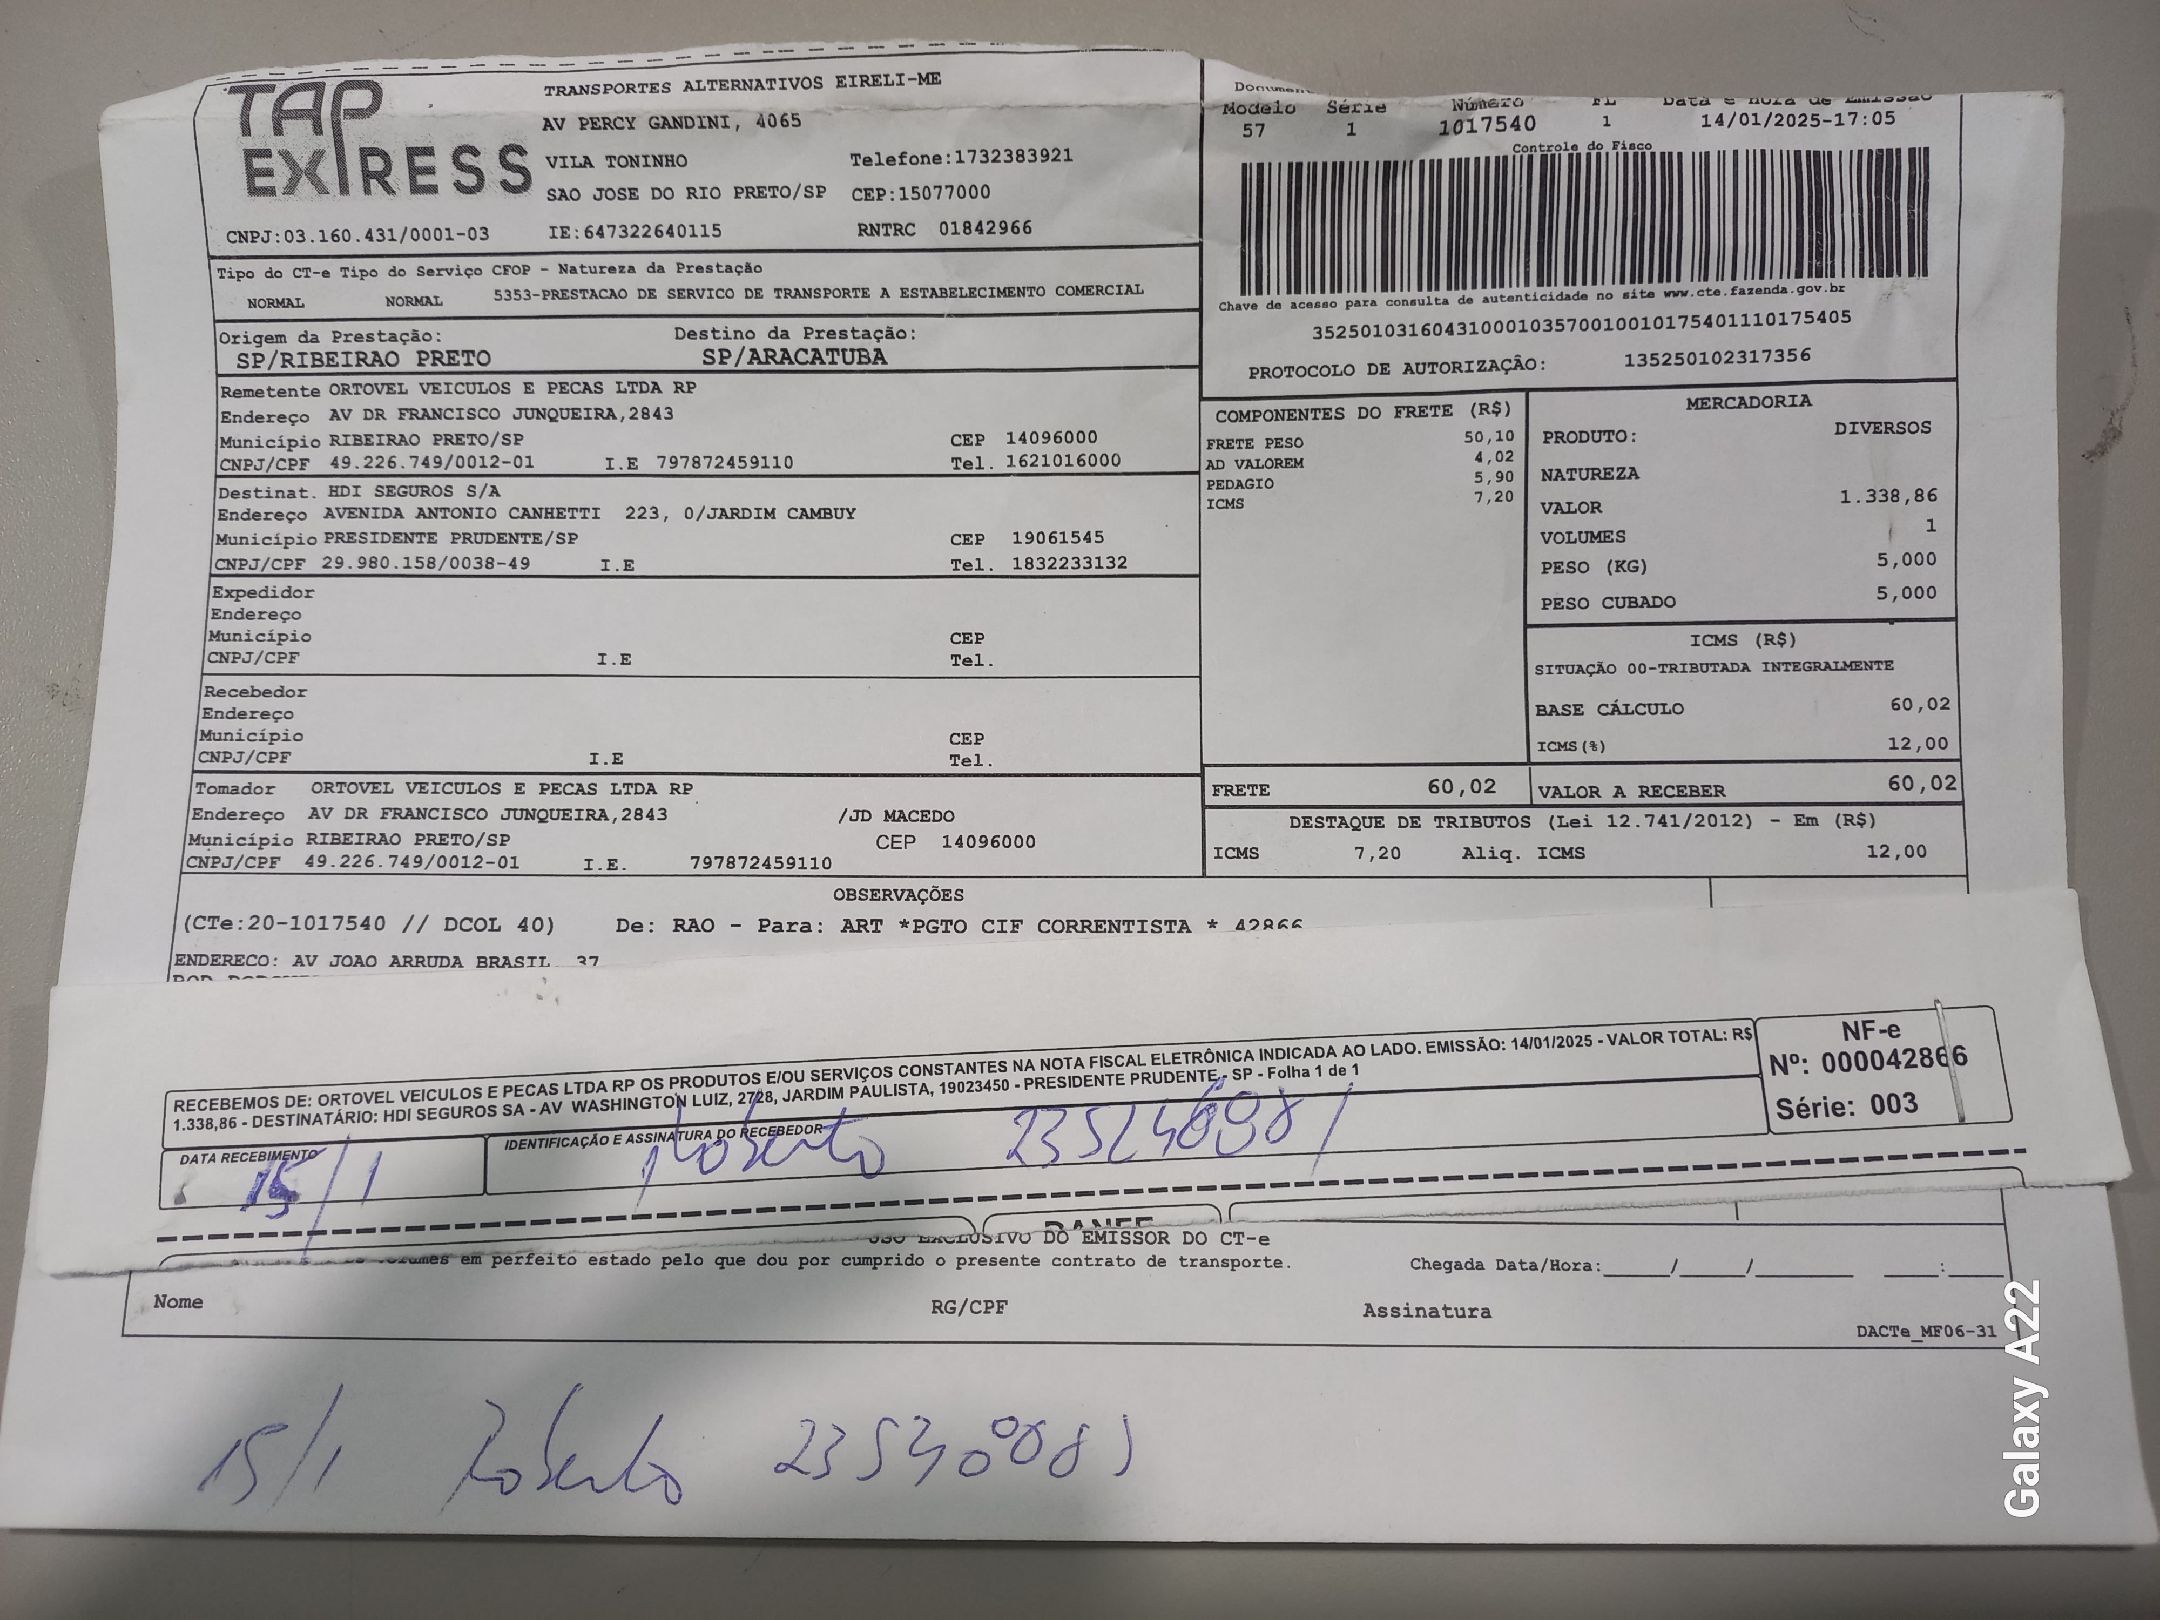 TAP EXPRESS
TRANSPORTES ALTERNATIVOS EIRELI-ME
AV PERCY GANDINI, 4065
VILA TONINHO Telefone:1732383921
SAO JOSE DO RIO PRETO/SP CEP:15077000
CNPJ:03.160.431/0001-03 IE:647322640115 RNTRC 01842966
Modelo Série Número FL Data e hora de Emissão
57 1 1017540 1 14/01/2025-17:05
Controle do Fisco
Chave de acesso para consulta de autenticidade no site www.cte.fazenda.gov.br
35250103160431000103570010010175401110175405
PROTOCOLO DE AUTORIZAÇÃO: 135250102317356
Tipo do CT-e Tipo do Serviço CFOP - Natureza da Prestação
NORMAL NORMAL 5353-PRESTACAO DE SERVICO DE TRANSPORTE A ESTABELECIMENTO COMERCIAL
Origem da Prestação: Destino da Prestação:
SP/RIBEIRAO PRETO SP/ARACATUBA
Remetente ORTOVEL VEICULOS E PECAS LTDA RP
Endereço AV DR FRANCISCO JUNQUEIRA,2843
Município RIBEIRAO PRETO/SP CEP 14096000
CNPJ/CPF 49.226.749/0012-01 I.E 797872459110 Tel. 1621016000
Destinat. HDI SEGUROS S/A
Endereço AVENIDA ANTONIO CANHETTI 223, 0/JARDIM CAMBUY
Município PRESIDENTE PRUDENTE/SP CEP 19061545
CNPJ/CPF 29.980.158/0038-49 I.E Tel. 1832233132
Expedidor
Endereço
Município CEP
CNPJ/CPF I.E Tel.
Recebedor
Endereço
Município CEP
CNPJ/CPF I.E Tel.
Tomador ORTOVEL VEICULOS E PECAS LTDA RP
Endereço AV DR FRANCISCO JUNQUEIRA,2843 /JD MACEDO
Município RIBEIRAO PRETO/SP CEP 14096000
CNPJ/CPF 49.226.749/0012-01 I.E. 797872459110
COMPONENTES DO FRETE (R$)
FRETE PESO 50,10
AD VALOREM 4,02
PEDAGIO 5,90
ICMS 7,20
MERCADORIA
PRODUTO: DIVERSOS
NATUREZA
VALOR 1.338,86
VOLUMES 1
PESO (KG) 5,000
PESO CUBADO 5,000
ICMS (R$)
SITUAÇÃO 00-TRIBUTADA INTEGRALMENTE
BASE CÁLCULO 60,02
ICMS(%) 12,00
FRETE 60,02 VALOR A RECEBER 60,02
DESTAQUE DE TRIBUTOS (Lei 12.741/2012) - Em (R$)
ICMS 7,20 Aliq. ICMS 12,00
OBSERVAÇÕES
(CTe:20-1017540 // DCOL 40) De: RAO - Para: ART *PGTO CIF CORRENTISTA * 42866
ENDERECO: AV JOAO ARRUDA BRASIL 37
RECEBEMOS DE: ORTOVEL VEICULOS E PECAS LTDA RP OS PRODUTOS E/OU SERVIÇOS CONSTANTES NA NOTA FISCAL ELETRÔNICA INDICADA AO LADO. EMISSÃO: 14/01/2025 - VALOR TOTAL: R$
1.338,86 - DESTINATÁRIO: HDI SEGUROS SA - AV WASHINGTON LUIZ, 2728, JARDIM PAULISTA, 19023450 - PRESIDENTE PRUDENTE - SP - Folha 1 de 1
NF-e
Nº: 000042866
Série: 003
DATA RECEBIMENTO IDENTIFICAÇÃO E ASSINATURA DO RECEBEDOR
15/1 Roberto
DANFE
USO EXCLUSIVO DO EMISSOR DO CT-e
em perfeito estado pelo que dou por cumprido o presente contrato de transporte. Chegada Data/Hora:____/____/______ ___:___
Nome RG/CPF Assinatura
DACTe_MF06-31
15/1 Roberto
Galaxy A22